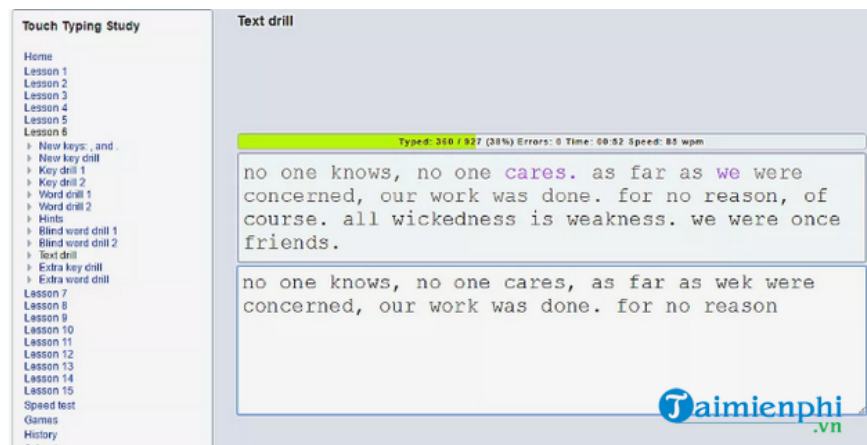 Touch Typing Study
Home
Lesson 1
Lesson 2
Lesson 3
Lesson 4
Lesson 5
Lesson 6
New keys: , and .
New key drill
Key drill 1
Key drill 2
Word drill 1
Word drill 2
Hints
Blind word drill 1
Blind word drill 2
Text drill
Extra key drill
Extra word drill
Lesson 7
Lesson 8
Lesson 9
Lesson 10
Lesson 11
Lesson 12
Lesson 13
Lesson 14
Lesson 15
Speed test
Games
History
Text drill
Typed: 360 / 927 (38%) Errors: 0 Time: 00:52 Speed: 85 wpm
no one knows, no one cares. as far as we were
concerned, our work was done. for no reason, of
course. all wickedness is weakness. we were once
friends.
no one knows, no one cares, as far as wek were
concerned, our work was done. for no reason
Taimienphi
.vn